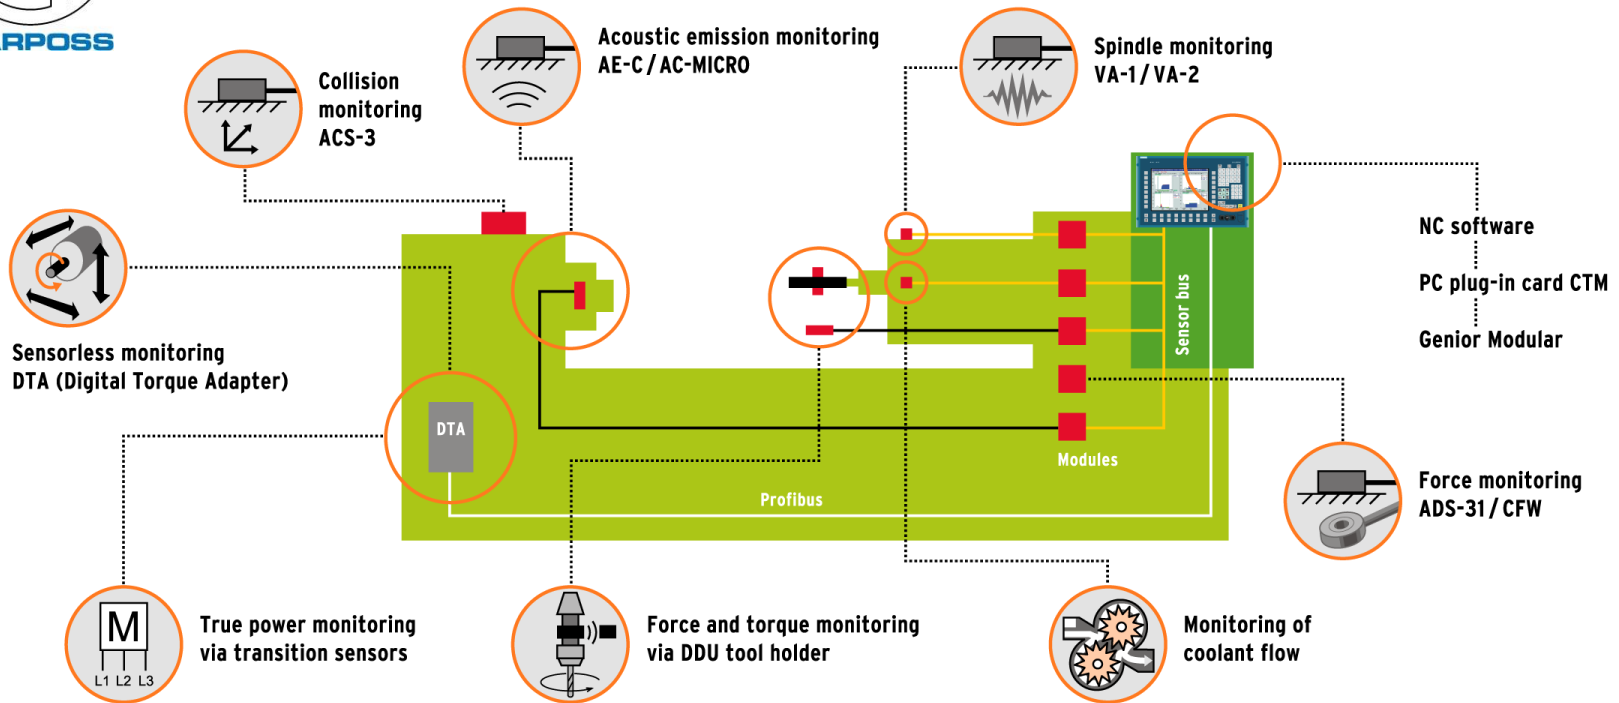 ARPOSS
Collision
monitoring
ACS-3
Acoustic emission monitoring
AE-C / AC-MICRO
Spindle monitoring
VA-1 / VA-2
NC software
PC plug-in card CTM
Genior Modular
Sensor bus
Sensorless monitoring
DTA (Digital Torque Adapter)
DTA
Modules
Profibus
Force monitoring
ADS-31 / CFW
M
L1 L2 L3
True power monitoring
via transition sensors
Force and torque monitoring
via DDU tool holder
Monitoring of
coolant flow